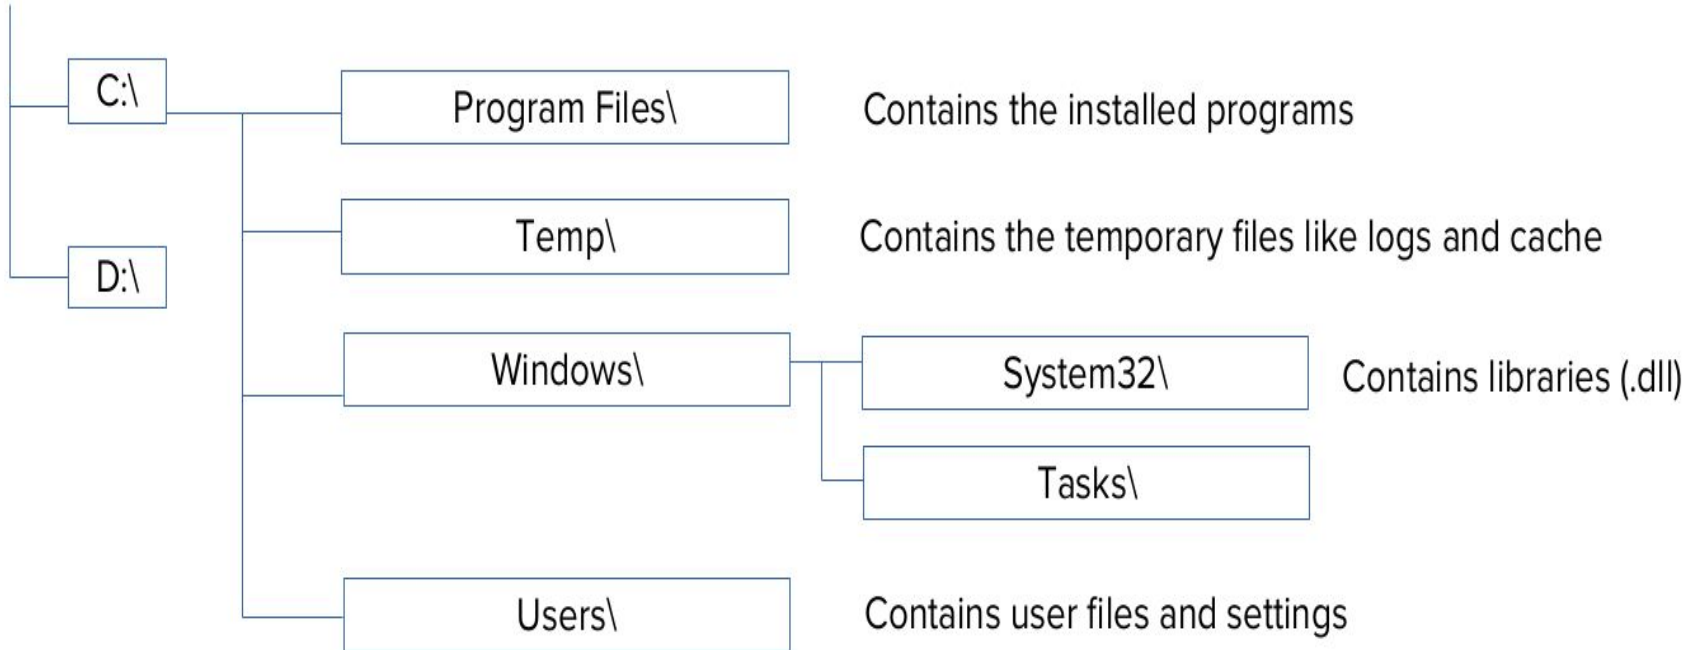 C:\
Program Files\
Contains the installed programs
Temp\
Contains the temporary files like logs and cache
D:\
Windows\
System32\
Contains libraries (.dll)
Tasks\
Users\
Contains user files and settings